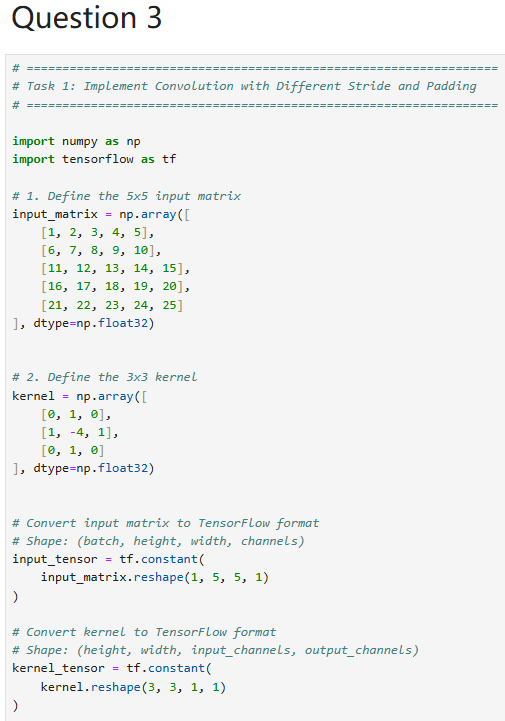 Question 3
# ==================================================================
# Task 1: Implement Convolution with Different Stride and Padding
# ==================================================================
import numpy as np
import tensorflow as tf
# 1. Define the 5x5 input matrix
input_matrix = np.array([
    [1, 2, 3, 4, 5],
    [6, 7, 8, 9, 10],
    [11, 12, 13, 14, 15],
    [16, 17, 18, 19, 20],
    [21, 22, 23, 24, 25]
], dtype=np.float32)
# 2. Define the 3x3 kernel
kernel = np.array([
    [0, 1, 0],
    [1, -4, 1],
    [0, 1, 0]
], dtype=np.float32)
# Convert input matrix to TensorFlow format
# Shape: (batch, height, width, channels)
input_tensor = tf.constant(
    input_matrix.reshape(1, 5, 5, 1)
)
# Convert kernel to TensorFlow format
# Shape: (height, width, input_channels, output_channels)
kernel_tensor = tf.constant(
    kernel.reshape(3, 3, 1, 1)
)